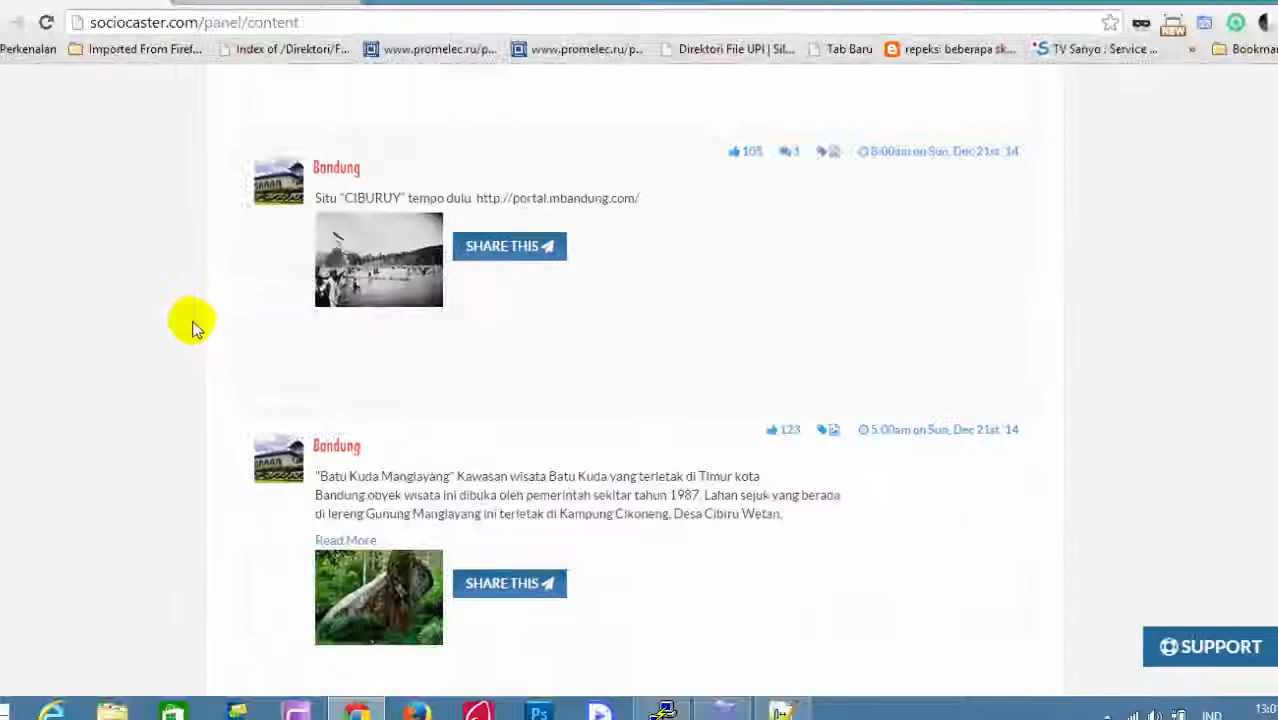 sociocaster.com/panel/content
Perkenalan Imported From Firef... Index of /Direktori/F... www.promelec.ru/p... www.promelec.ru/p... Direktori File UPI | Sil... Tab Baru repeks: beberapa sk... TV Sanyo : Service ... » Bookma
NEW
105 1 8:00am on Sun, Dec 21st '14
Bandung
Situ "CIBURUY" tempo dulu http://portal.mbandung.com/
SHARE THIS
123 5:00am on Sun, Dec 21st '14
Bandung
"Batu Kuda Manglayang" Kawasan wisata Batu Kuda yang terletak di Timur kota
Bandung.obyek wisata ini dibuka oleh pemerintah sekitar tahun 1987. Lahan sejuk yang berada
di lereng Gunung Manglayang ini terletak di Kampung Cikoneng, Desa Cibiru Wetan,
Read More
SHARE THIS
SUPPORT
Ps
IND
13:0